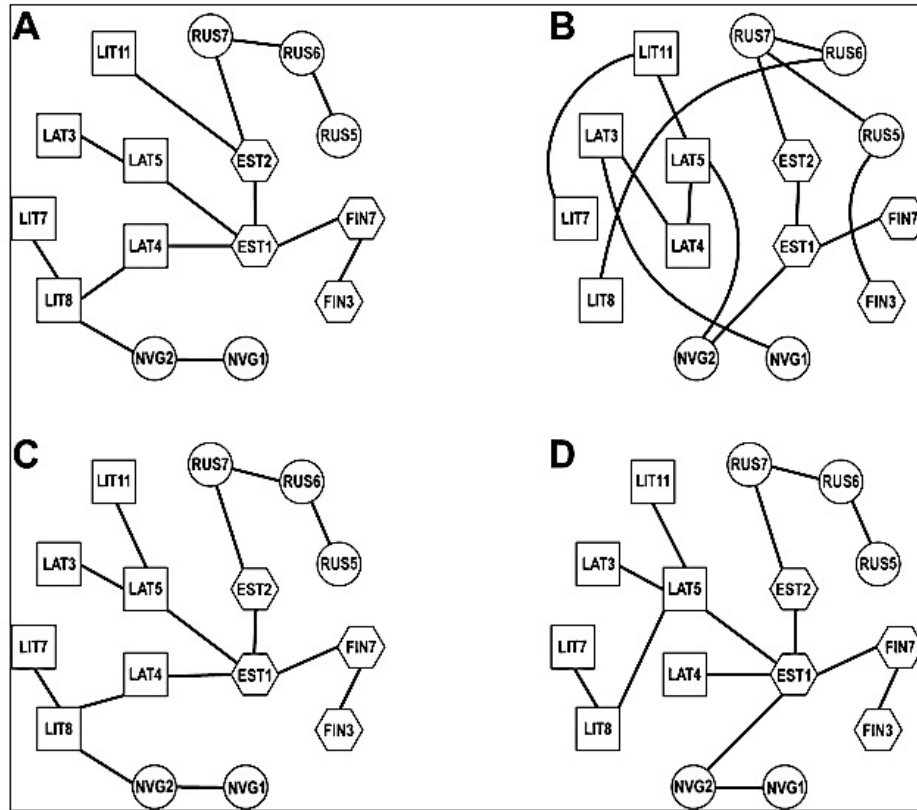 A
B
RUS7
RUS6
LIT11
RUS5
LAT3
LAT5
EST2
LIT7
LAT4
EST1
FIN7
LIT8
FIN3
NVG2
NVG1
RUS7
RUS6
LIT11
RUS5
LAT3
LAT5
EST2
LIT7
LAT4
EST1
FIN7
LIT8
FIN3
NVG2
NVG1
C
D
RUS7
RUS6
LIT11
RUS5
LAT3
LAT5
EST2
LIT7
LAT4
EST1
FIN7
LIT8
FIN3
NVG2
NVG1
RUS7
RUS6
LIT11
RUS5
LAT3
LAT5
EST2
LIT7
LAT4
EST1
FIN7
LIT8
FIN3
NVG2
NVG1